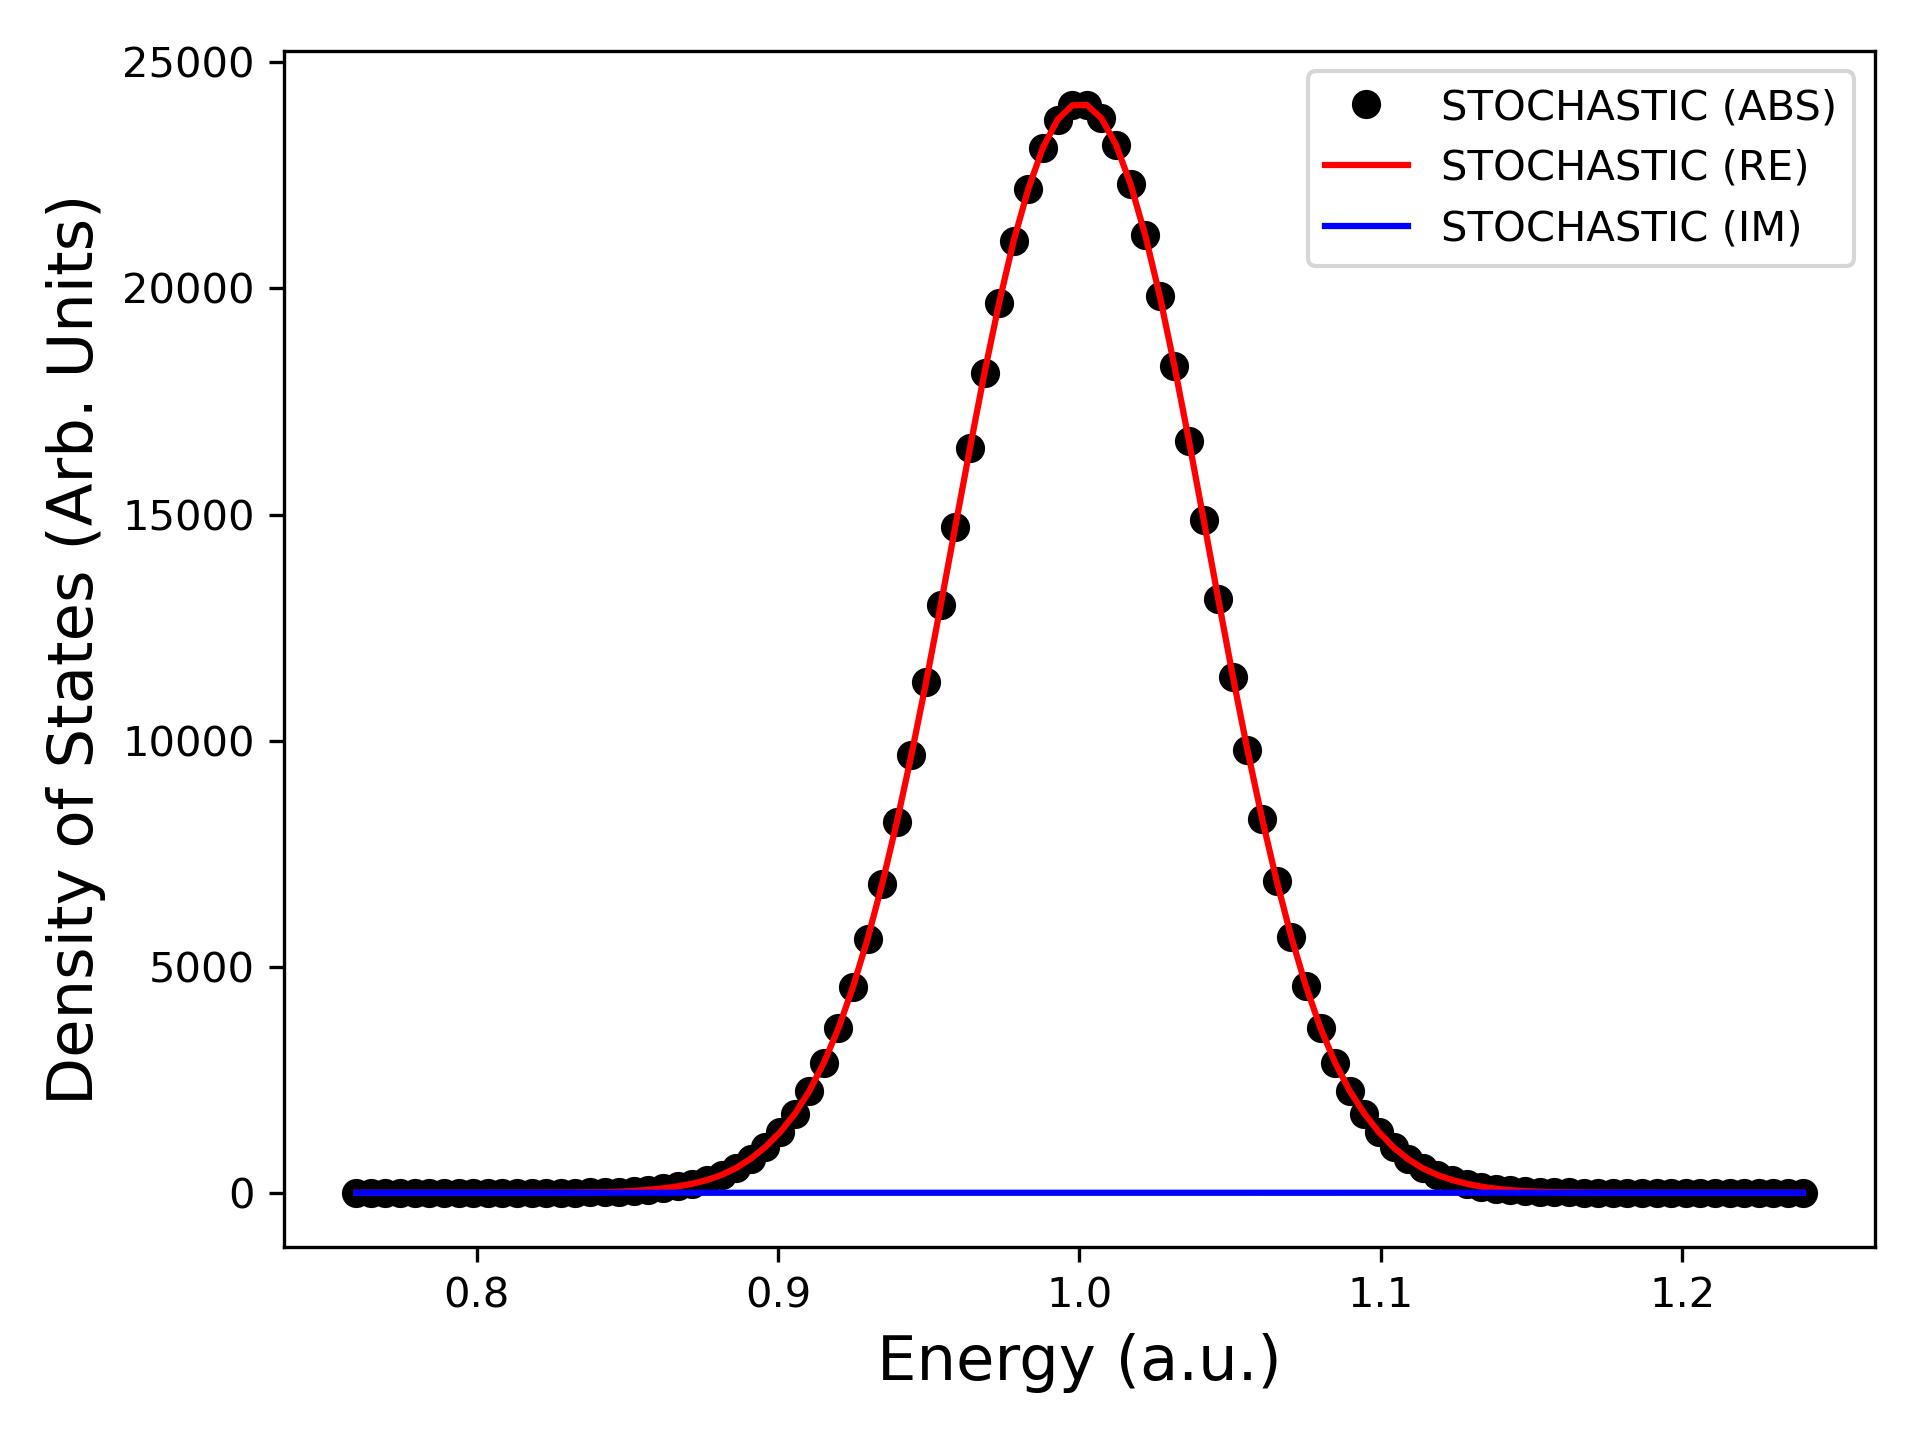 25000
20000
15000
10000
5000
0
Density of States (Arb. Units)
STOCHASTIC (ABS)
STOCHASTIC (RE)
STOCHASTIC (IM)
0.8 0.9 1.0 1.1 1.2
Energy (a.u.)